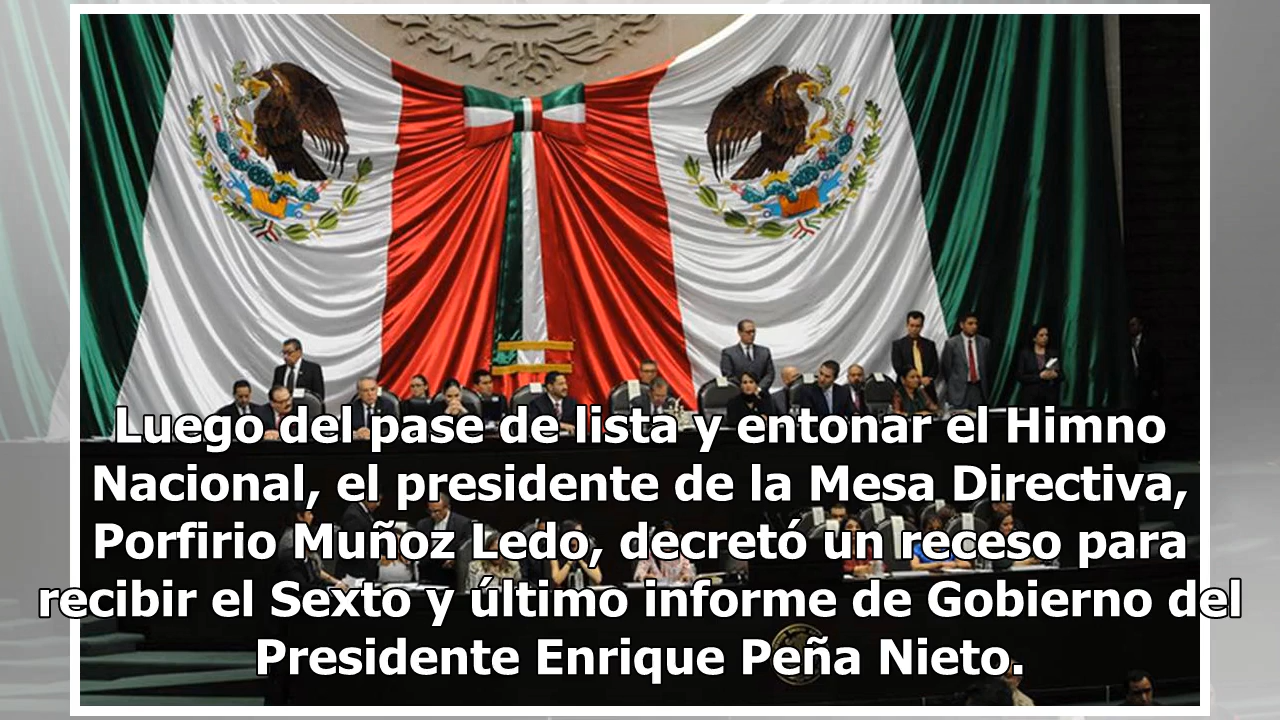 Luego del pase de lista y entonar el Himno
Nacional, el presidente de la Mesa Directiva,
Porfirio Muñoz Ledo, decretó un receso para
recibir el Sexto y último informe de Gobierno del
Presidente Enrique Peña Nieto.